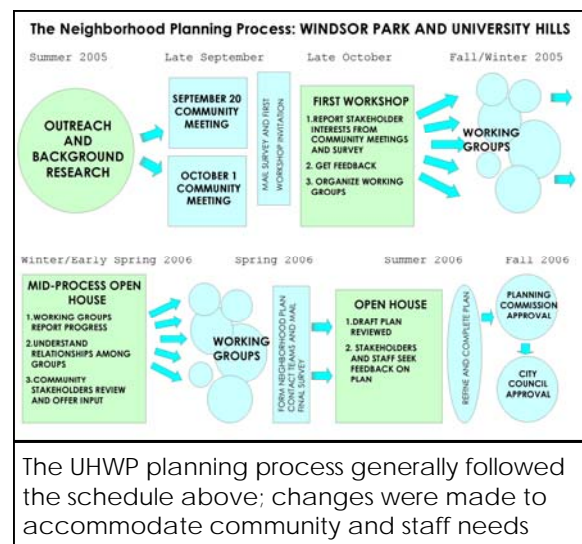 The Neighborhood Planning Process: WINDSOR PARK AND UNIVERSITY HILLS
Summer 2005
Late September
Late October
Fall/Winter 2005
OUTREACH
AND
BACKGROUND
RESEARCH
SEPTEMBER 20
COMMUNITY
MEETING
OCTOBER 1
COMMUNITY
MEETING
MAIL SURVEY AND FIRST
WORKSHOP INVITATION
FIRST WORKSHOP
1.REPORT STAKEHOLDER
INTERESTS FROM
COMMUNITY MEETINGS
AND SURVEY
2. GET FEEDBACK
3. ORGANIZE WORKING
GROUPS
WORKING
GROUPS
Winter/Early Spring 2006
Spring 2006
Summer 2006
Fall 2006
MID-PROCESS OPEN
HOUSE
1.WORKING GROUPS
REPORT PROGRESS
2.UNDERSTAND
RELATIONSHIPS AMONG
GROUPS
3.COMMUNITY
STAKEHOLDERS REVIEW
AND OFFER INPUT
WORKING
GROUPS
FORM NEIGHBORHOOD PLAN
CONTACT TEAMS AND MAIL
FINAL SURVEY
OPEN HOUSE
1.DRAFT PLAN
REVIEWED
2. STAKEHOLDERS
AND STAFF SEEK
FEEDBACK ON
PLAN
REFINE AND COMPLETE PLAN
PLANNING
COMMISSION
APPROVAL
CITY
COUNCIL
APPROVAL
The UHWP planning process generally followed
the schedule above; changes were made to
accommodate community and staff needs